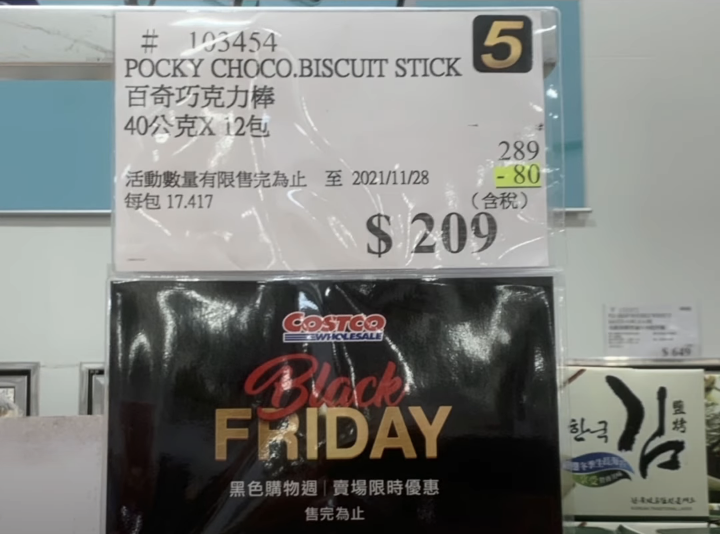 # 103454
5
POCKY CHOCO.BISCUIT STICK
百奇巧克力棒
40公克X 12包
289
- 80
活動數量有限售完為止 至 2021/11/28
每包 17.417
(含稅)
$ 209
COSTCO
WHOLESALE
Black
FRIDAY
黑色購物週 | 賣場限時優惠
售完為止
$ 649
한국
김